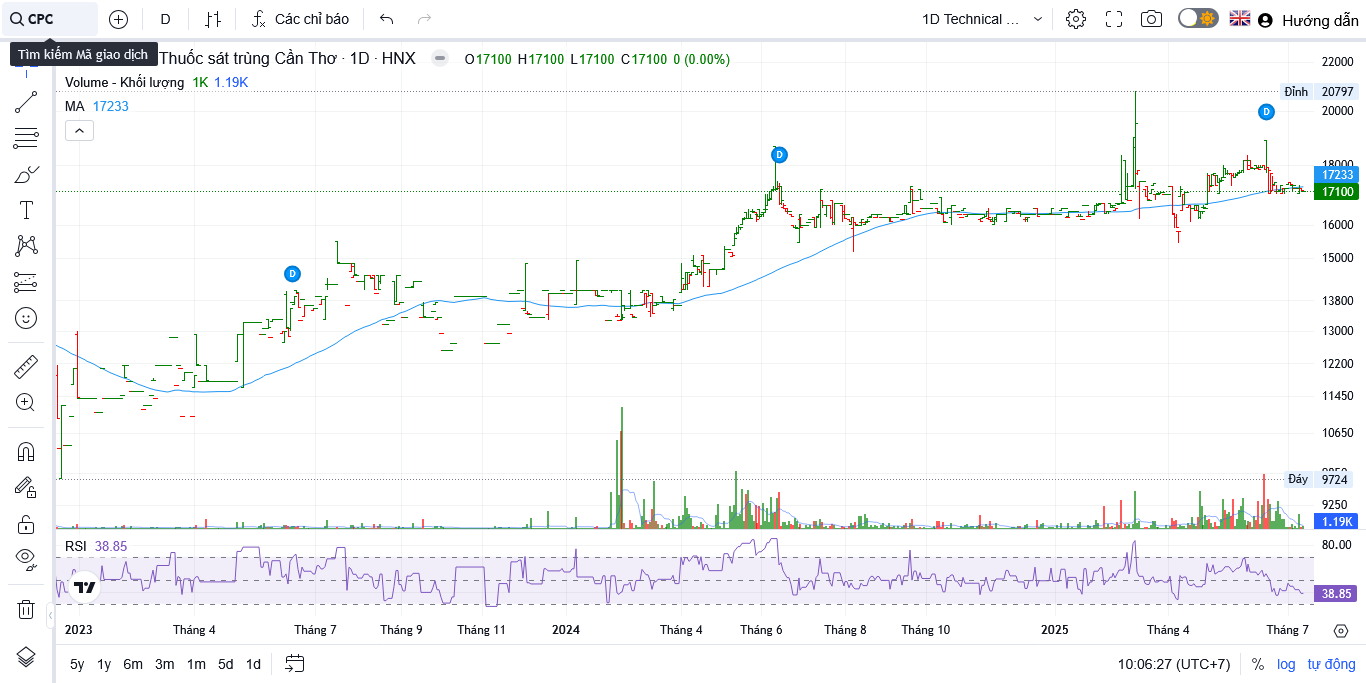 CPC
D
Các chỉ báo
1D Technical ...
Hướng dẫn
Tìm kiếm Mã giao dịch
Thuốc sát trùng Cần Thơ · 1D · HNX
O17100 H17100 L17100 C17100 0 (0.00%)
Volume - Khối lượng 1K 1.19K
MA 17233
22000
Đỉnh 20797
20000
D
D
18000
17233
17100
16000
15000
D
13800
13000
12200
11450
10650
Đáy 9724
9250
1.19K
RSI 38.85
80.00
38.85
2023 Tháng 4 Tháng 7 Tháng 9 Tháng 11 2024 Tháng 4 Tháng 6 Tháng 8 Tháng 10 2025 Tháng 4 Tháng 7
5y 1y 6m 3m 1m 5d 1d
10:06:27 (UTC+7) % log tự động